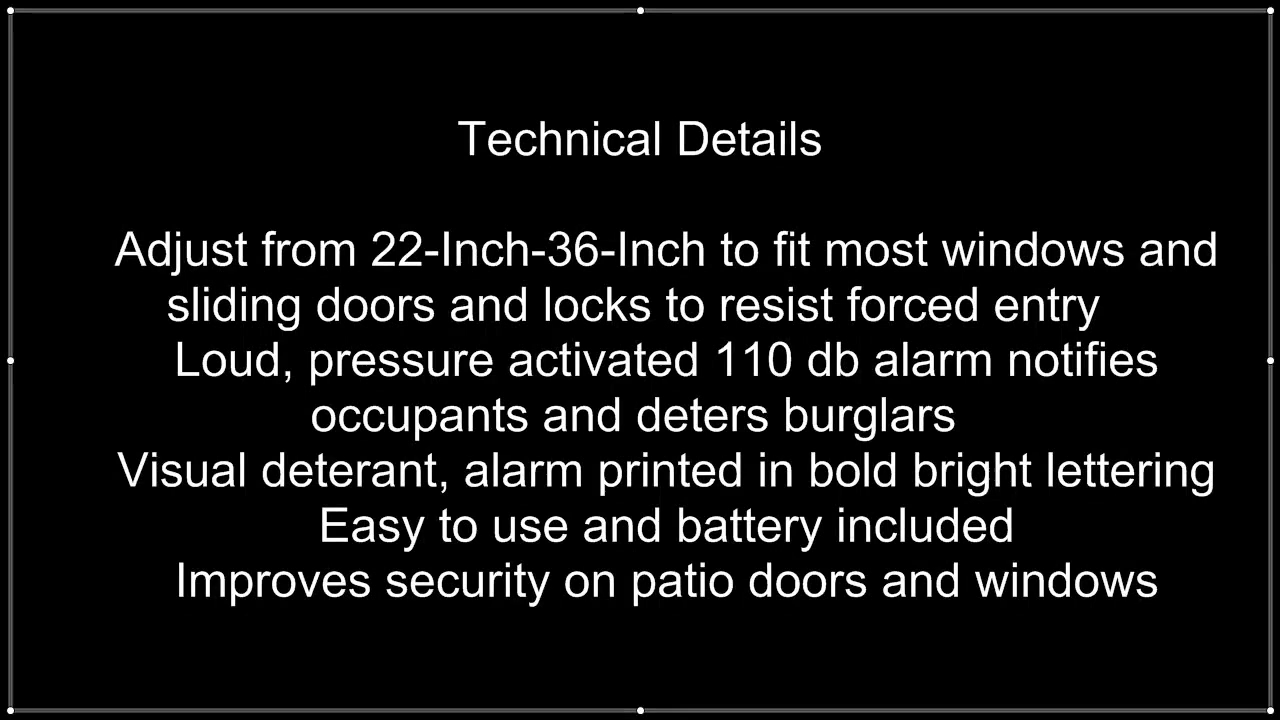 Technical Details
Adjust from 22-Inch-36-Inch to fit most windows and
sliding doors and locks to resist forced entry
Loud, pressure activated 110 db alarm notifies
occupants and deters burglars
Visual deterant, alarm printed in bold bright lettering
Easy to use and battery included
Improves security on patio doors and windows